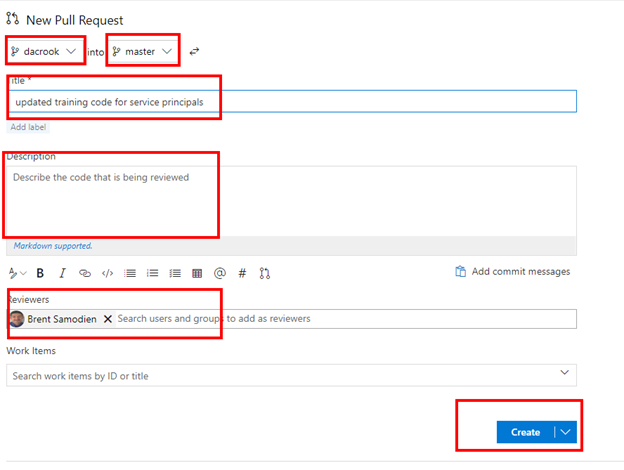 New Pull Request
dacrook into master
Title *
updated training code for service principals
Add label
Description
Describe the code that is being reviewed
Markdown supported.
B I </> @ # Add commit messages
Reviewers
Brent Samodien Search users and groups to add as reviewers
Work Items
Search work items by ID or title
Create